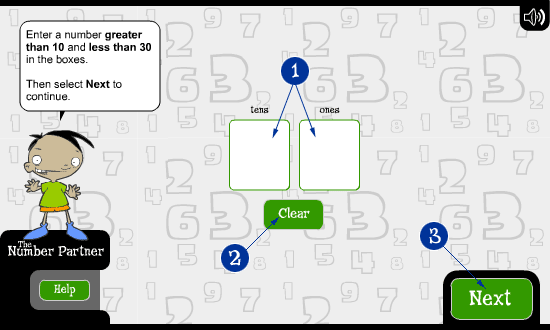 Enter a number greater
than 10 and less than 30
in the boxes.
Then select Next to
continue.
1
tens ones
Clear
2
3
The
Number Partner
Help
Next